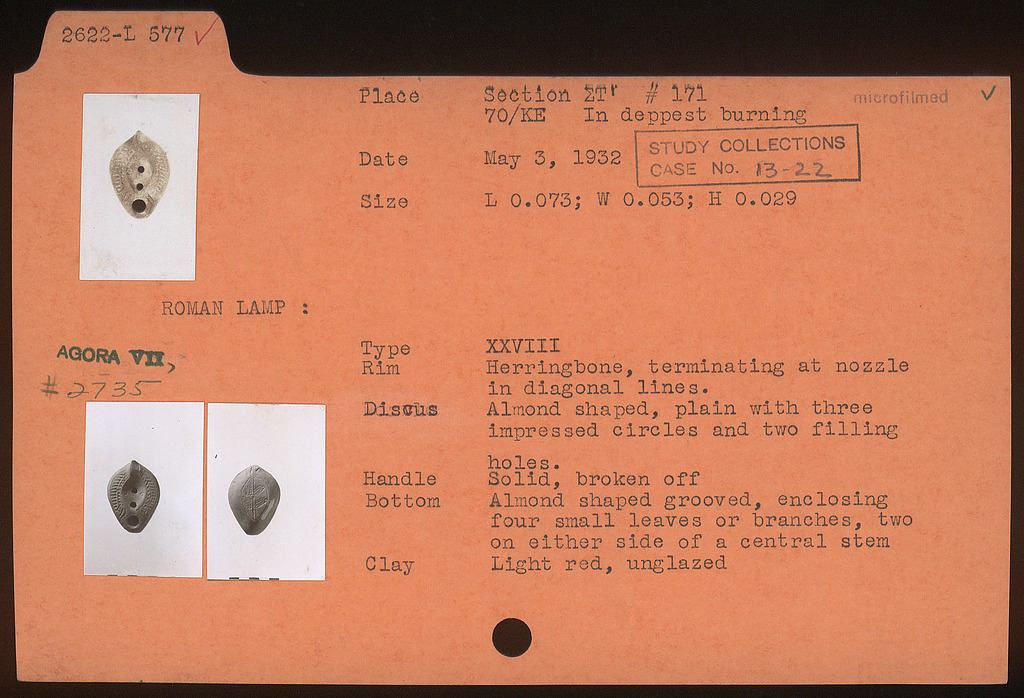 2622-L 577 ✓
Place Section ΣΤ' # 171
microfilmed ✓
70/KE In deppest burning
Date May 3, 1932
STUDY COLLECTIONS
CASE No. 13-22
Size L 0.073; W 0.053; H 0.029
ROMAN LAMP :
AGORA VII,
# 2735
Type XXVIII
Rim Herringbone, terminating at nozzle
in diagonal lines.
Discus Almond shaped, plain with three
impressed circles and two filling
holes.
Handle Solid, broken off
Bottom Almond shaped grooved, enclosing
four small leaves or branches, two
on either side of a central stem
Clay Light red, unglazed